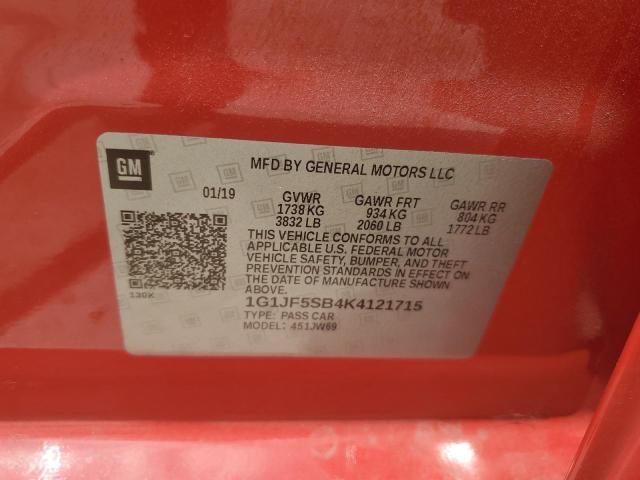 GM
MFD BY GENERAL MOTORS LLC
01/19 GVWR GAWR FRT GAWR RR
1738 KG 934 KG 804 KG
3832 LB 2060 LB 1772 LB
THIS VEHICLE CONFORMS TO ALL
APPLICABLE U.S. FEDERAL MOTOR
VEHICLE SAFETY, BUMPER, AND THEFT
PREVENTION STANDARDS IN EFFECT ON
THE DATE OF MANUFACTURE SHOWN
ABOVE.
130X
1G1JF5SB4K4121715
TYPE: PASS CAR
MODEL: 451JW69